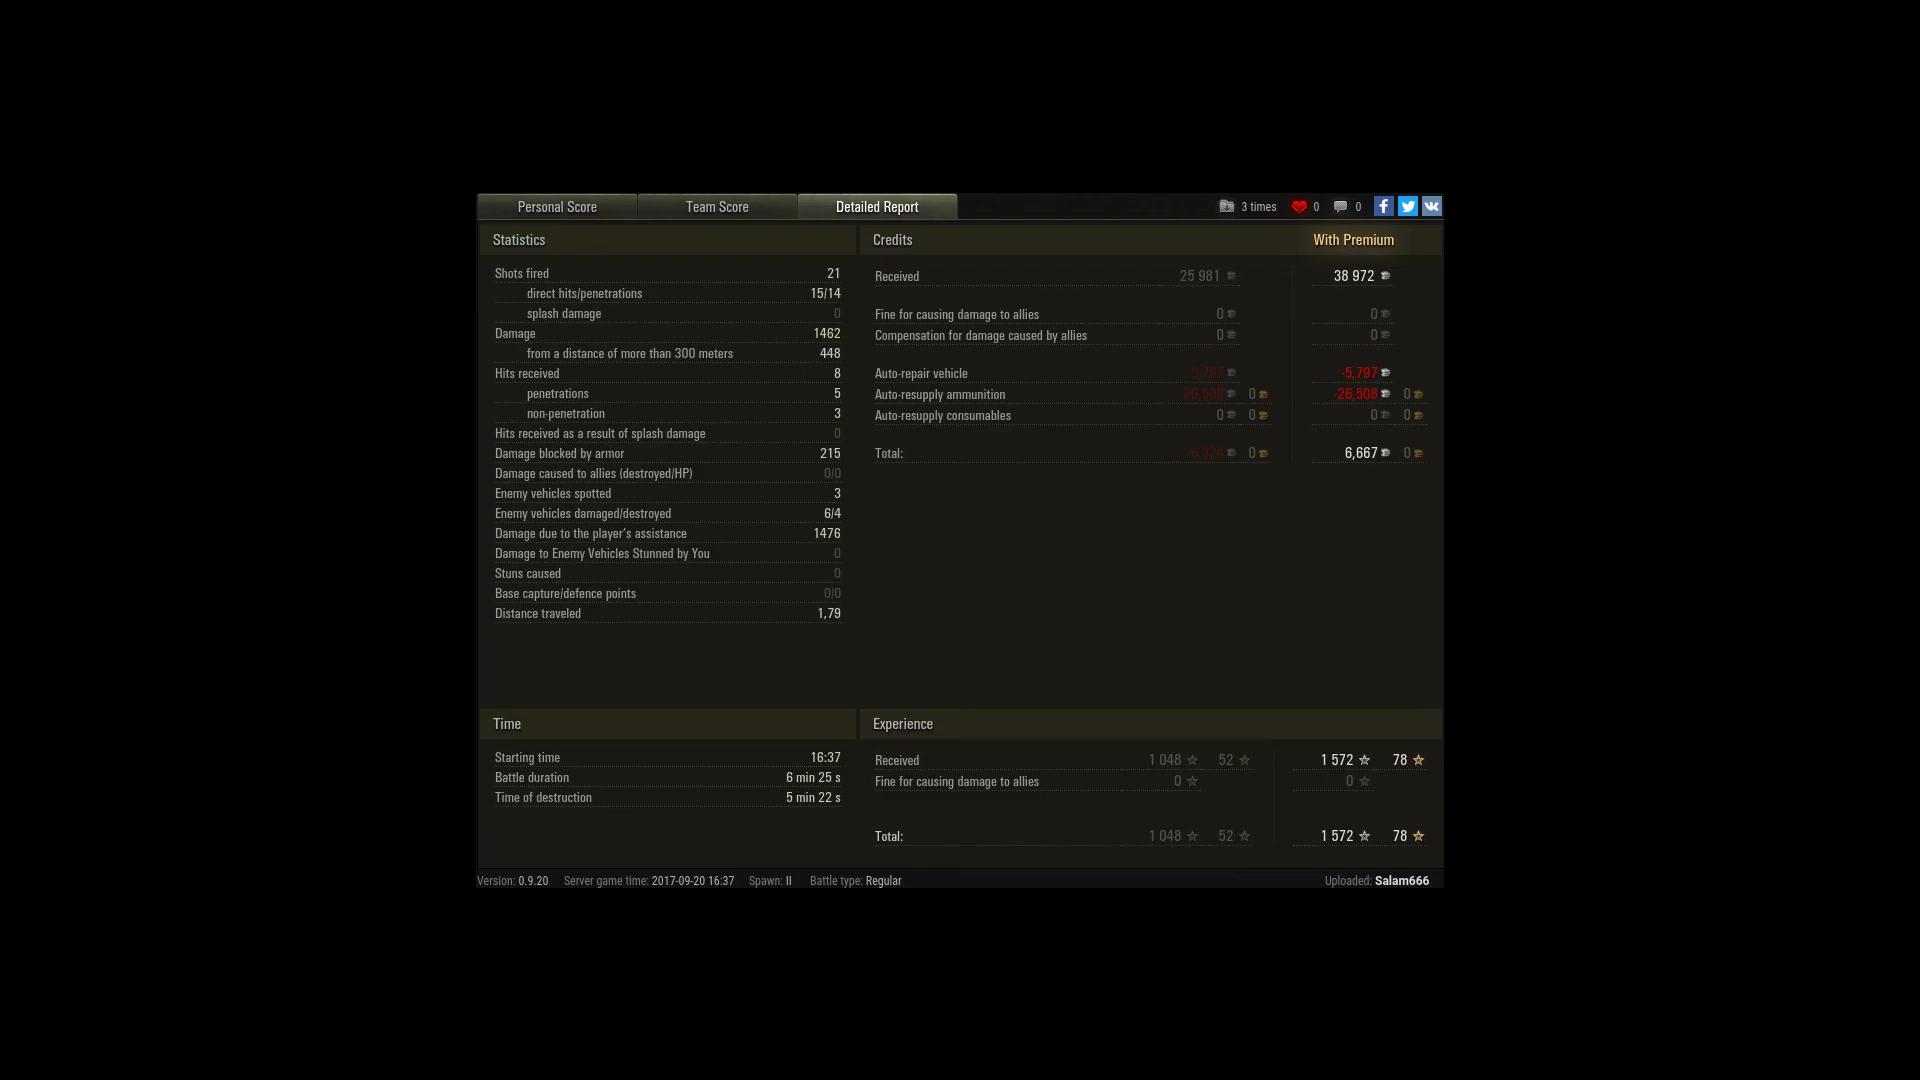 Personal Score Team Score Detailed Report 3 times 0 0
Statistics
Shots fired 21
direct hits/penetrations 15/14
splash damage 0
Damage 1462
from a distance of more than 300 meters 448
Hits received 8
penetrations 5
non-penetration 3
Hits received as a result of splash damage 0
Damage blocked by armor 215
Damage caused to allies (destroyed/HP) 0/0
Enemy vehicles spotted 3
Enemy vehicles damaged/destroyed 6/4
Damage due to the player's assistance 1476
Damage to Enemy Vehicles Stunned by You 0
Stuns caused 0
Base capture/defence points 0/0
Distance traveled 1,79
Credits With Premium
Received 25 981 38 972
Fine for causing damage to allies 0 0
Compensation for damage caused by allies 0 0
Auto-repair vehicle -5,797 -5,797
Auto-resupply ammunition -26,508 0 -26,508 0
Auto-resupply consumables 0 0 0 0
Total: -6,324 0 6,667 0
Time
Starting time 16:37
Battle duration 6 min 25 s
Time of destruction 5 min 22 s
Experience
Received 1 048 52 1 572 78
Fine for causing damage to allies 0 0
Total: 1 048 52 1 572 78
Version: 0.9.20 Server game time: 2017-09-20 16:37 Spawn: II Battle type: Regular Uploaded: Salam666